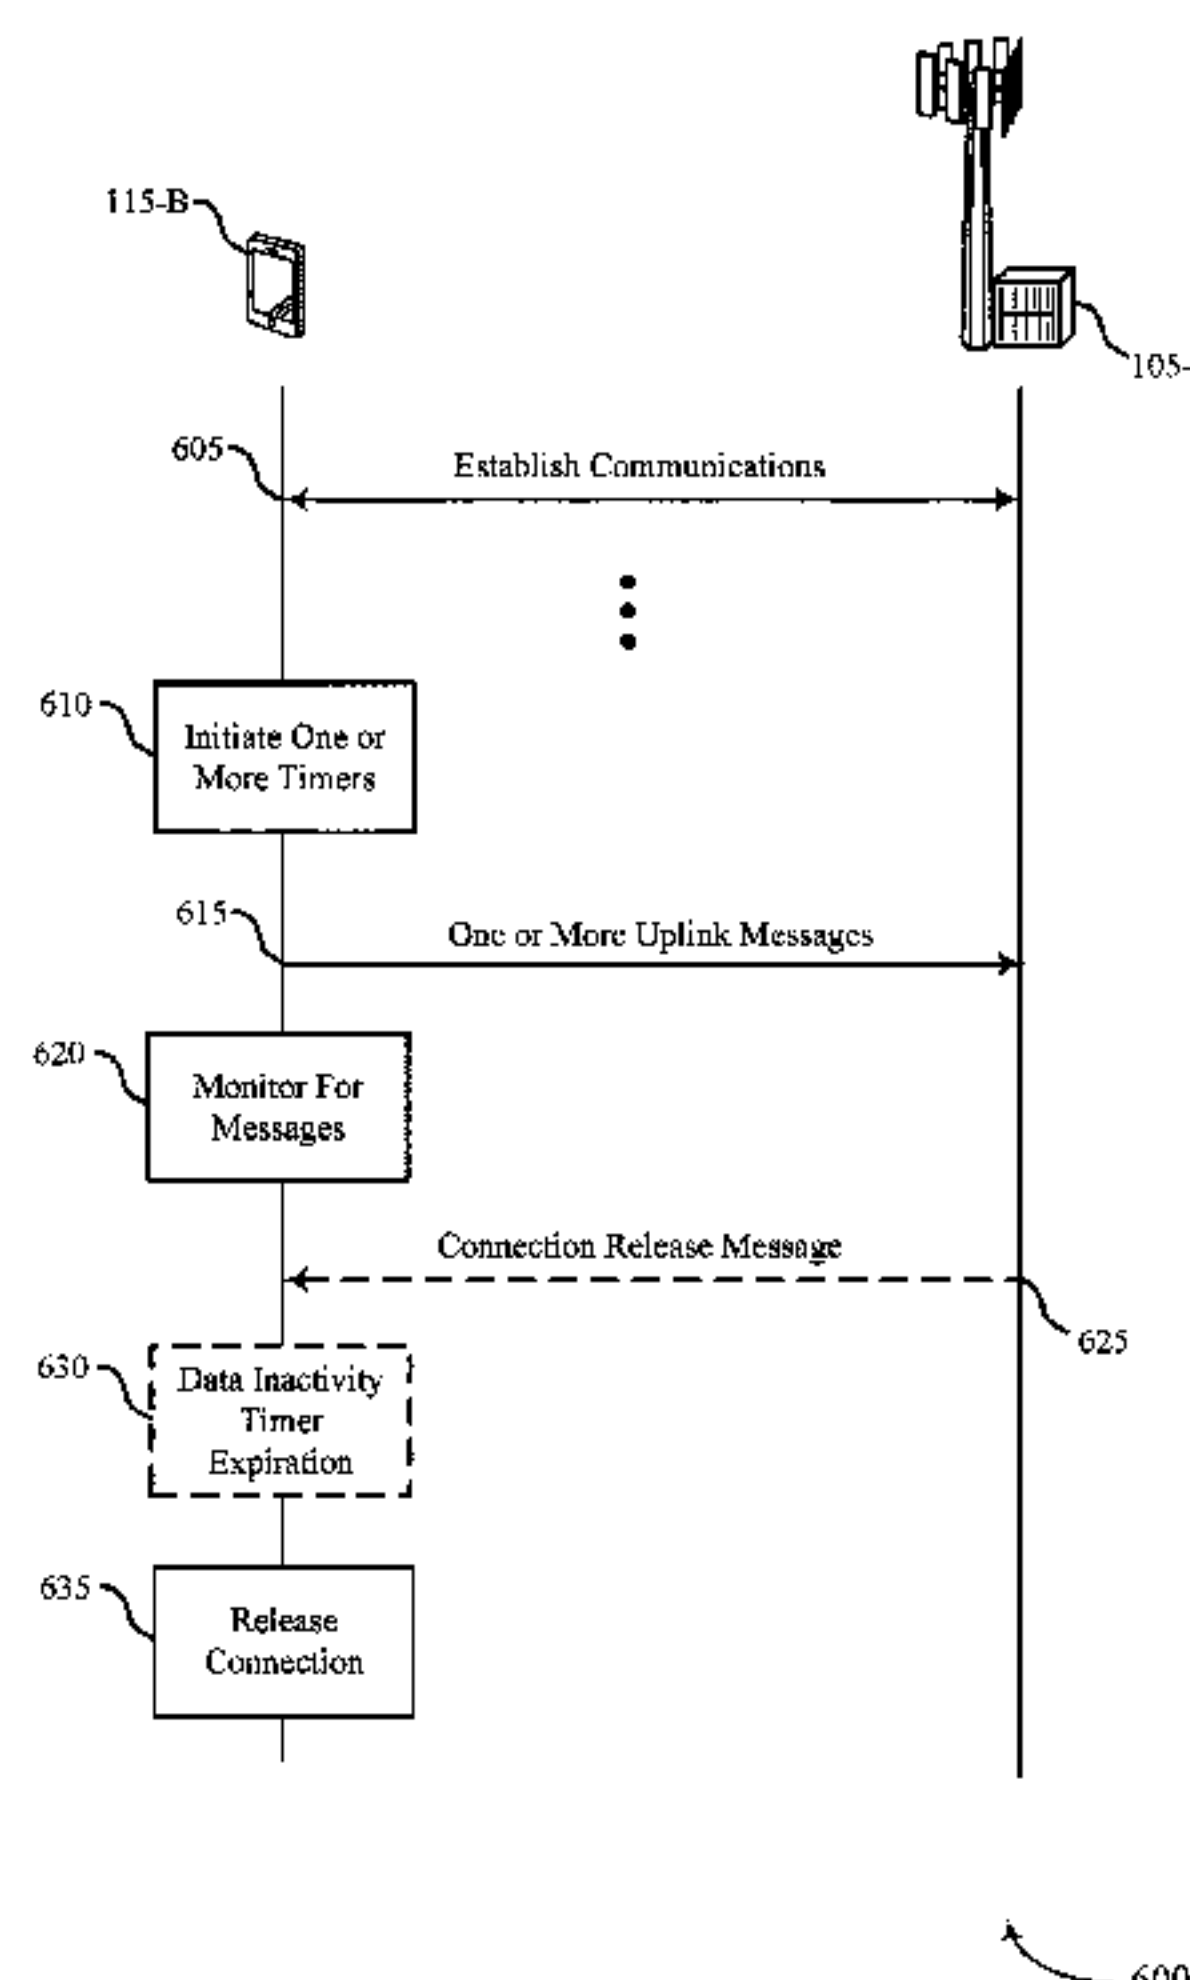 115-B
105-
605
Establish Communications
610
Initiate One or
More Timers
615
One or More Uplink Messages
620
Monitor For
Messages
Connection Release Message
625
630
Data Inactivity
Timer
Expiration
635
Release
Connection
600